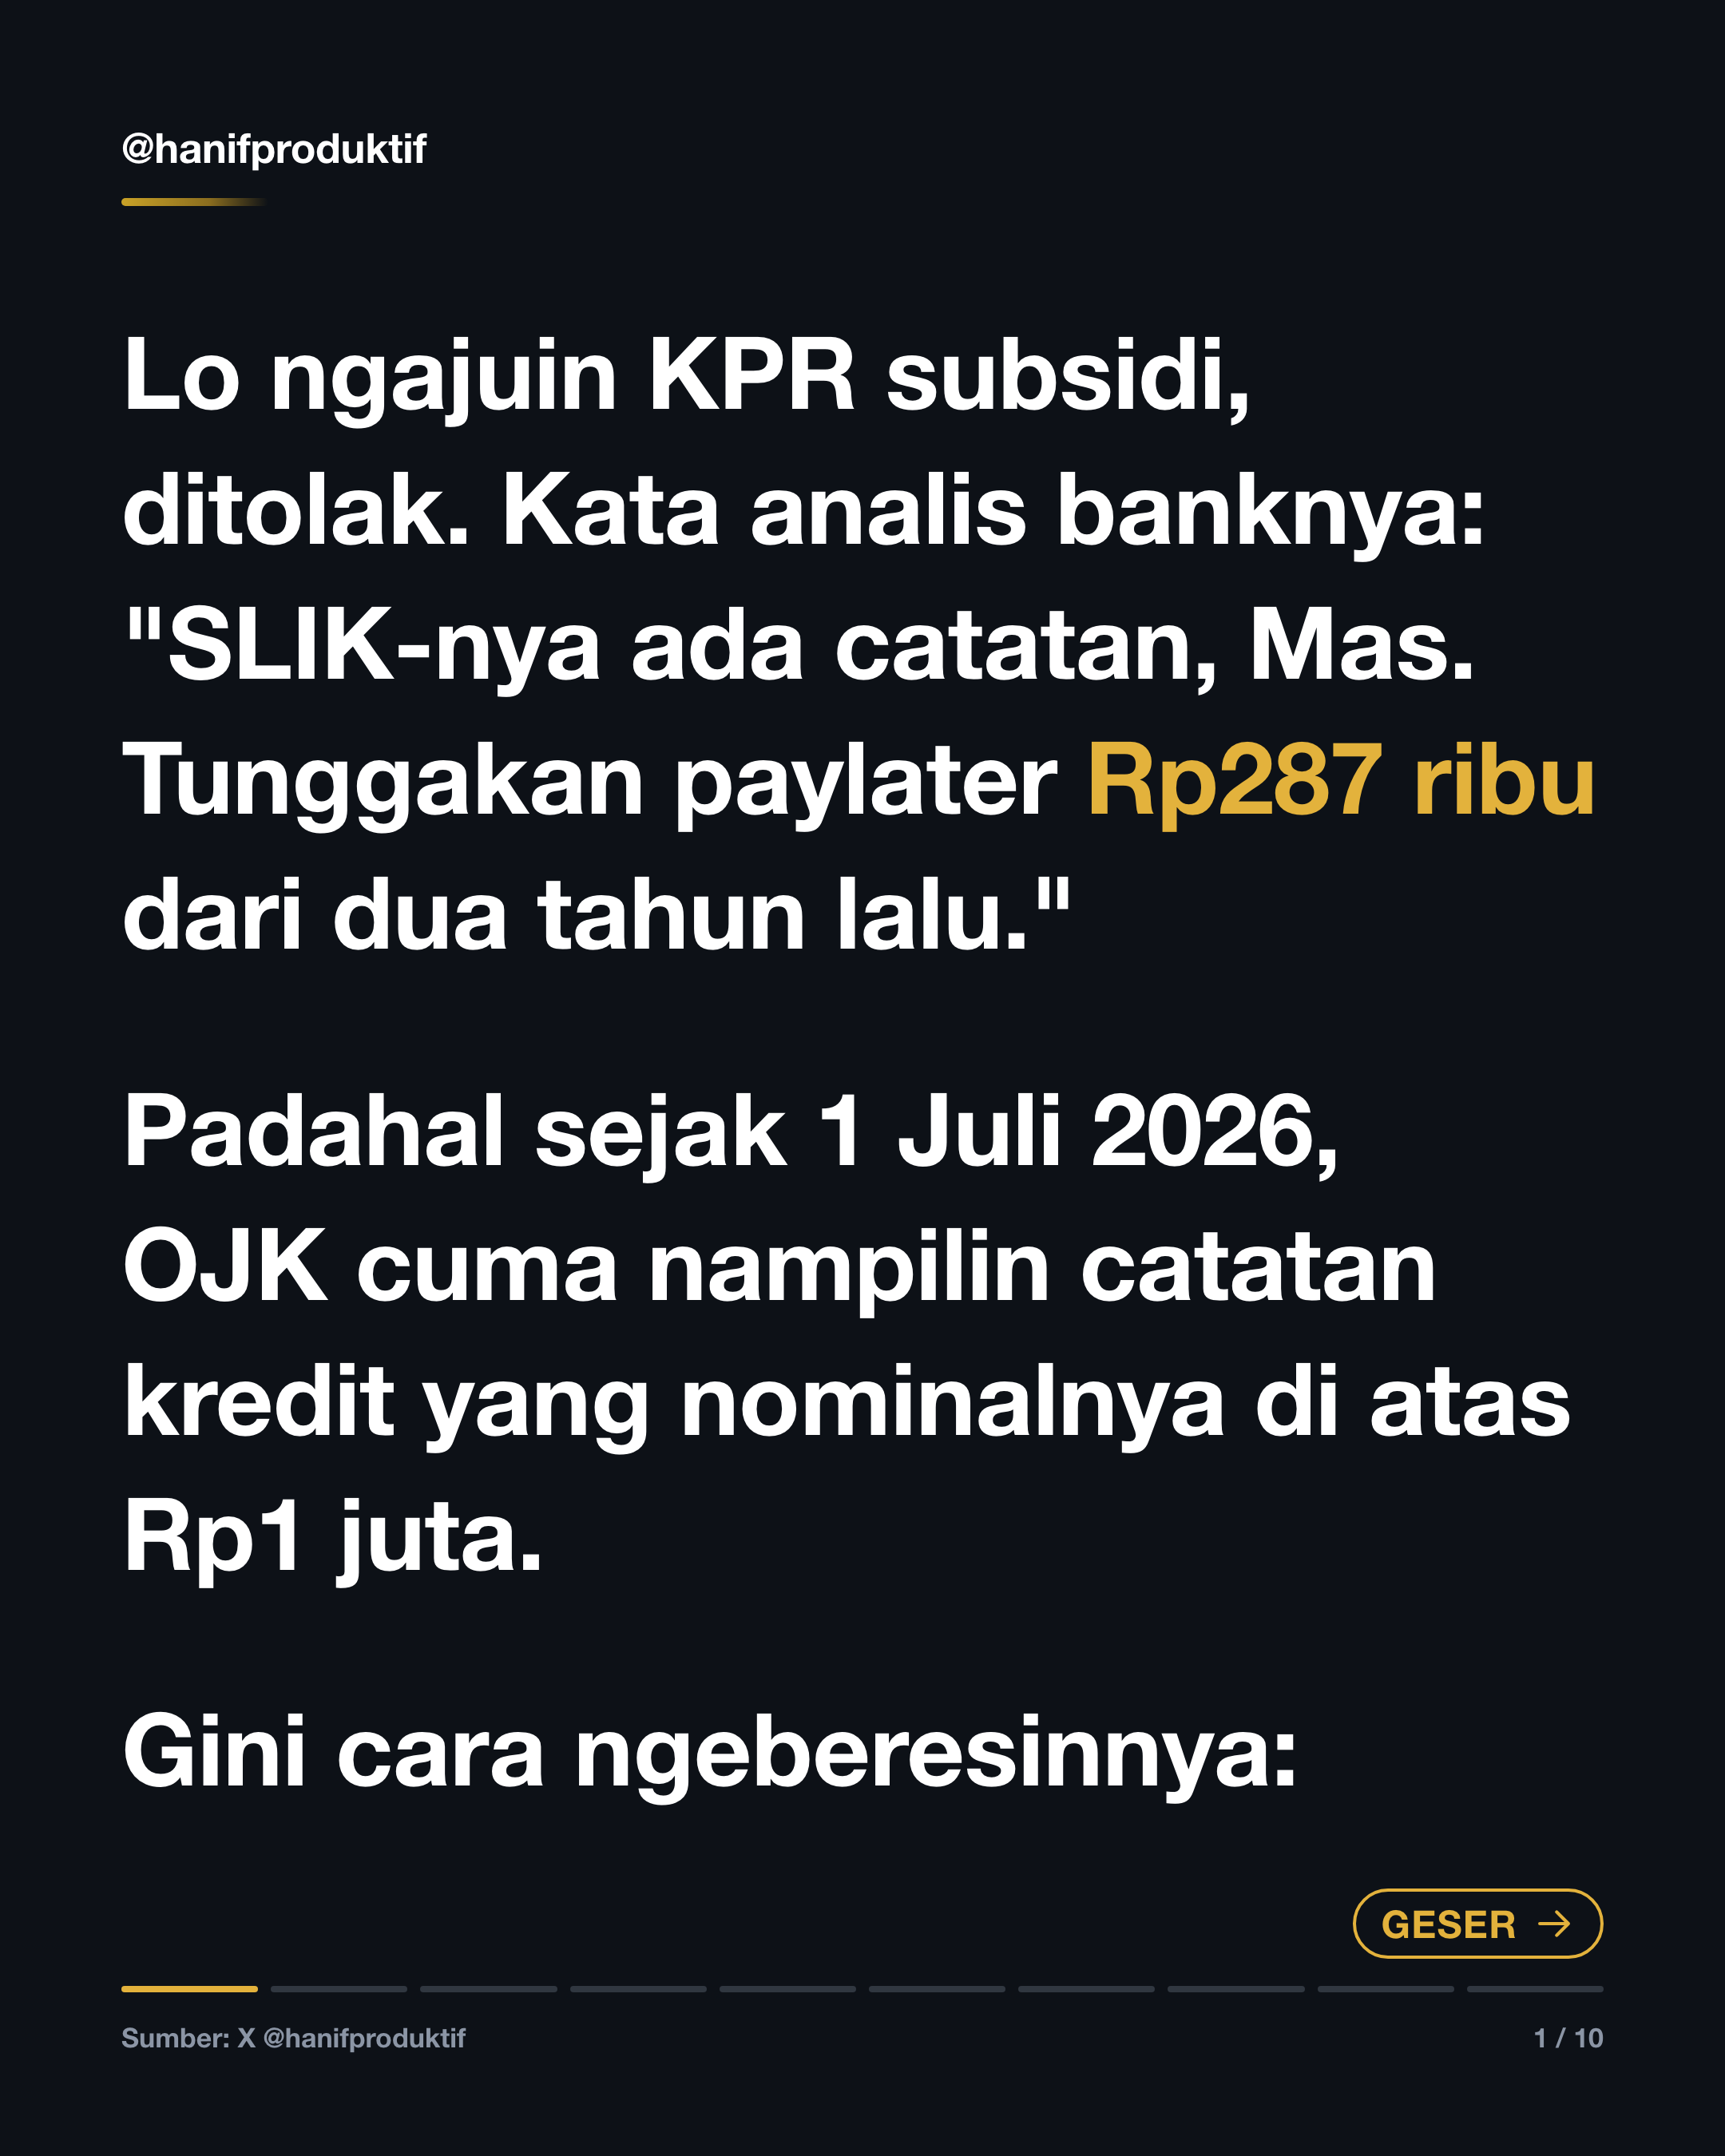 @hanifproduktif
Lo ngajuin KPR subsidi,
ditolak. Kata analis banknya:
"SLIK-nya ada catatan, Mas.
Tunggakan paylater Rp287 ribu
dari dua tahun lalu."
Padahal sejak 1 Juli 2026,
OJK cuma nampilin catatan
kredit yang nominalnya di atas
Rp1 juta.
Gini cara ngeberesinnya:
GESER →
Sumber: X @hanifproduktif
1 / 10